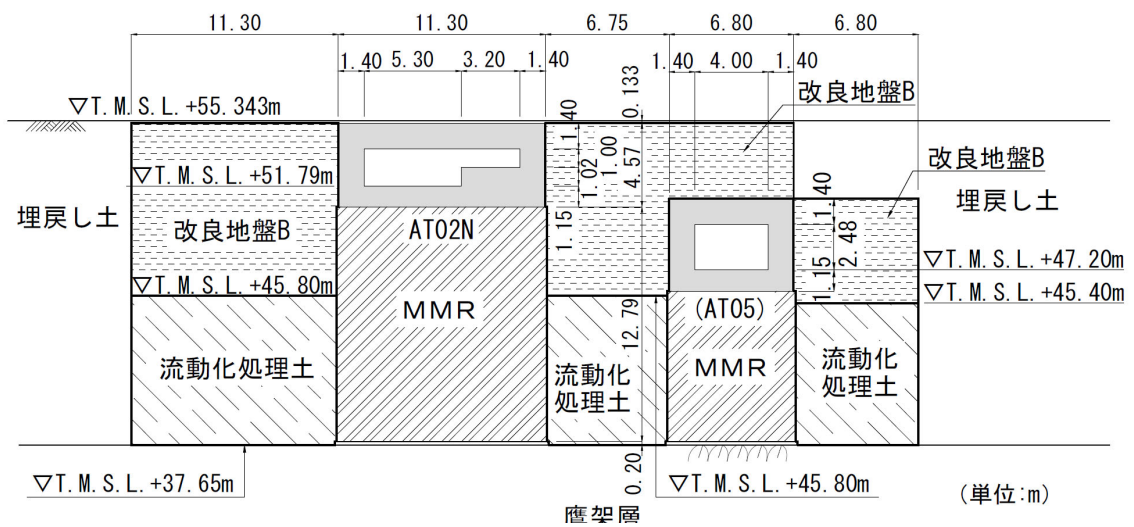 11.30
11.30
6.75
6.80
6.80
1.40
5.30
3.20
1.40
1.40
4.00
1.40
0.133
改良地盤B
▽T.M.S.L.+55.343m
1.40
1.00
1.02
4.57
1.15
改良地盤B
▽T.M.S.L.+51.79m
埋戻し土
改良地盤B
AT02N
1.40
2.48
1.15
埋戻し土
▽T.M.S.L.+47.20m
▽T.M.S.L.+45.80m
▽T.M.S.L.+45.40m
MMR
12.79
(AT05)
MMR
流動化処理土
流動化
処理土
流動化
処理土
0.20
▽T.M.S.L.+37.65m
▽T.M.S.L.+45.80m
(単位:m)
鷹架層